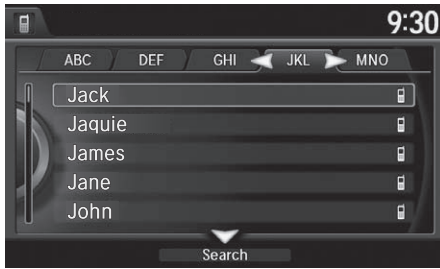 9:30
ABC DEF GHI JKL MNO
Jack
Jaquie
James
Jane
John
Search